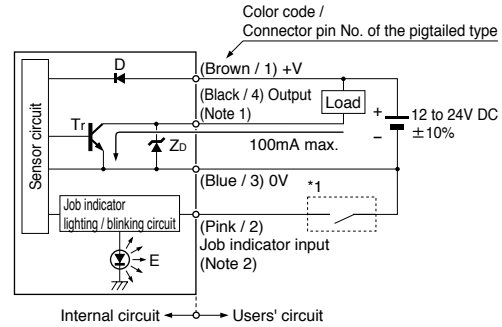 Color code /
Connector pin No. of the pigtailed type
D
(Brown / 1) +V
(Black / 4) Output
(Note 1)
Load
+
−
12 to 24V DC
±10%
Tr
ZD
100mA max.
Sensor circuit
(Blue / 3) 0V
*1
Job indicator
lighting / blinking circuit
(Pink / 2)
Job indicator input
(Note 2)
E
Internal circuit
Users' circuit